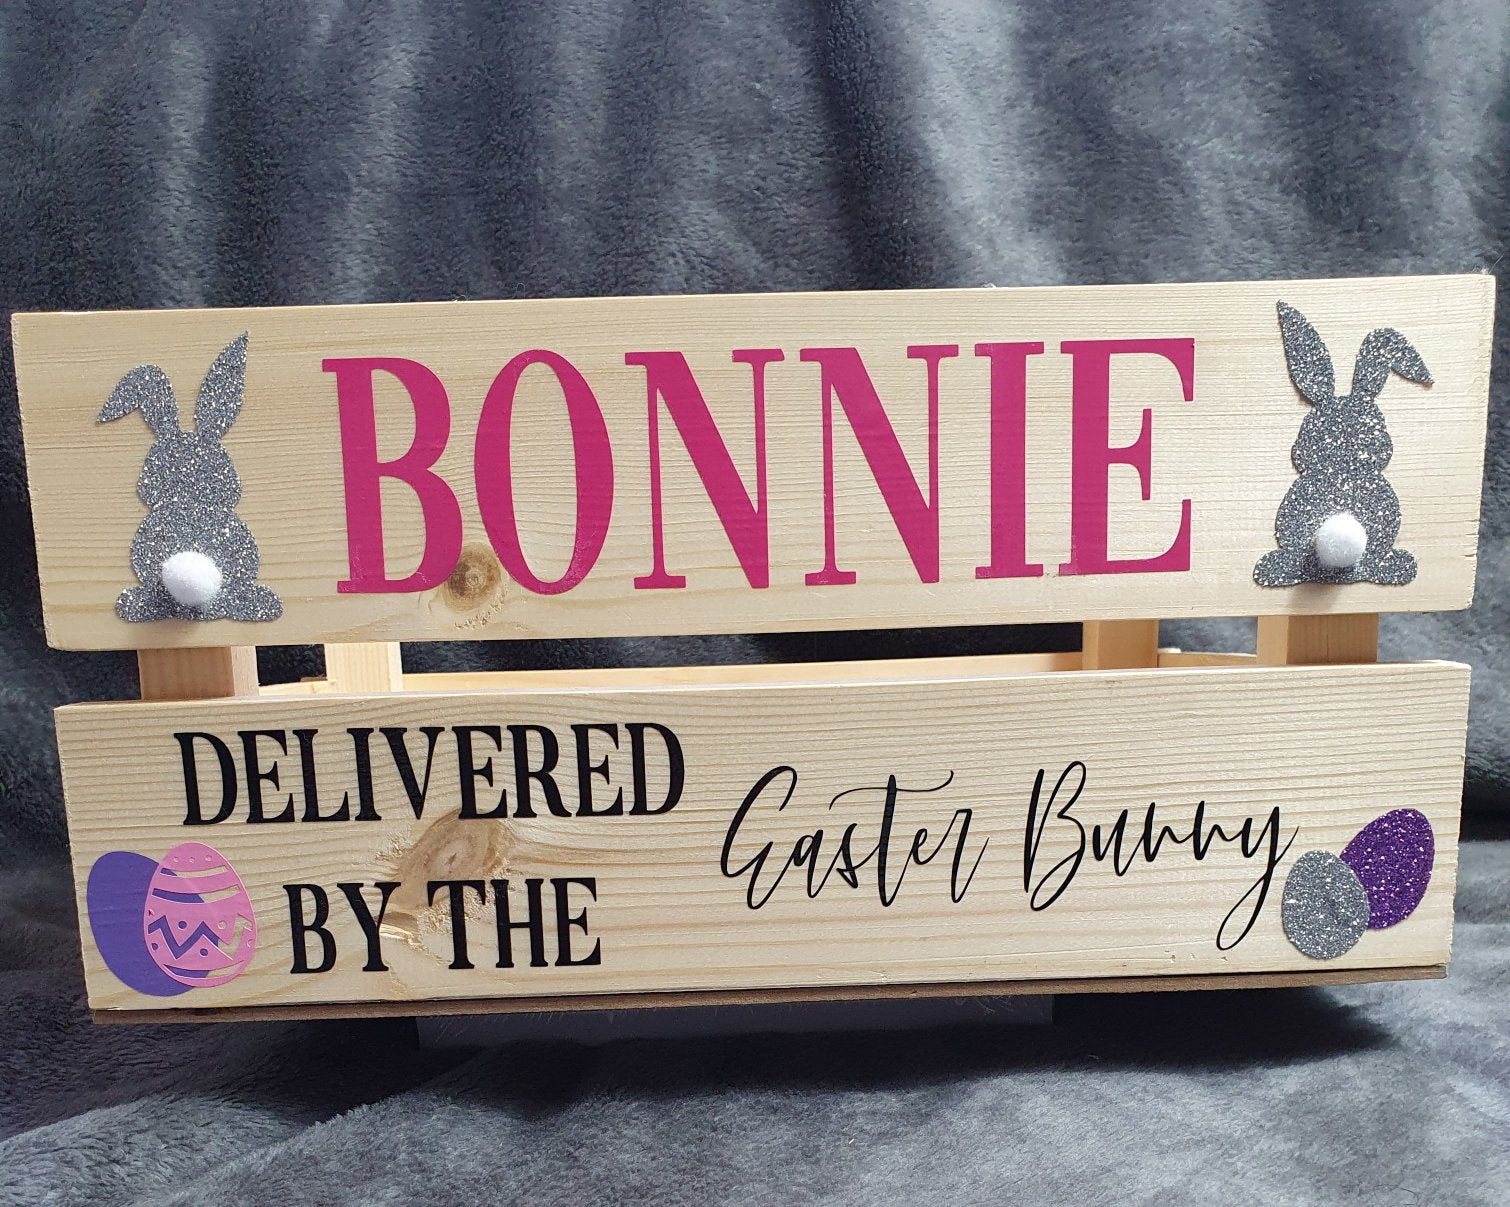 BONNIE
DELIVERED
BY THE
Easter Bunny